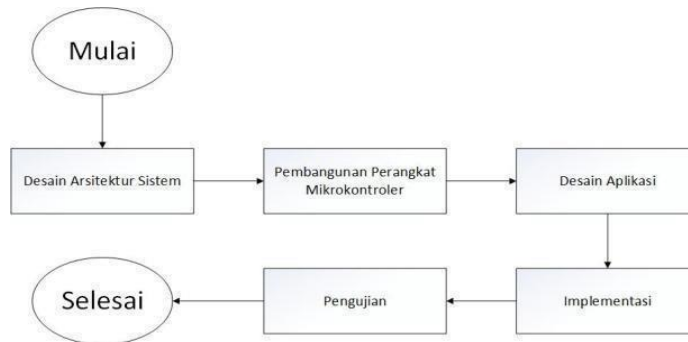 Mulai
Desain Arsitektur Sistem
Pembangunan Perangkat
Mikrokontroler
Desain Aplikasi
Implementasi
Pengujian
Selesai